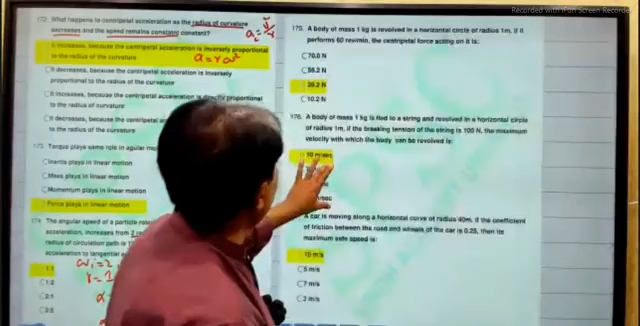 Recorded with iFun Screen Recorder
172. What happens to centripetal acceleration as the radius of curvature
decreases and the speed remains constant constant?
It increases, because the centripetal acceleration is inversely proportional
to the radius of the curvature
a = rω²
It decreases, because the centripetal acceleration is inversely
proportional to the radius of the curvature
It increases, because the centripetal acceleration is directly proportional
to the radius of the curvature
It decreases, because the centripetal
to the radius of the curvature
173. Torque plays same role in agular
Inertia plays in linear motion
Mass plays in linear motion
Momentum plays in linear motion
Force plays in linear motion
174. The angular speed of a particle
acceleration, increases from 2
radius of circulation path is
acceleration to tangential
1:1
1:2
2:1
175. A body of mass 1 kg is revolved in a horizontal circle of radius 1m. If it
performs 60 rev/min, the centripetal force acting on it is:
70.0 N
39.2 N
10.2 N
176. A body of mass 1 kg is tied to a string and revolved in a horizontal circle
of radius 1m, if the breaking tension of the string is 100 N, the maximum
velocity with which the body can be revolved is:
10 m/sec
A car is moving along a horizontal curve of radius 40m. If the coefficient
of friction between the road and wheels of the car is 0.25, then its
maximum safe speed is:
10 m/s
5 m/s
7 m/s
2 m/s